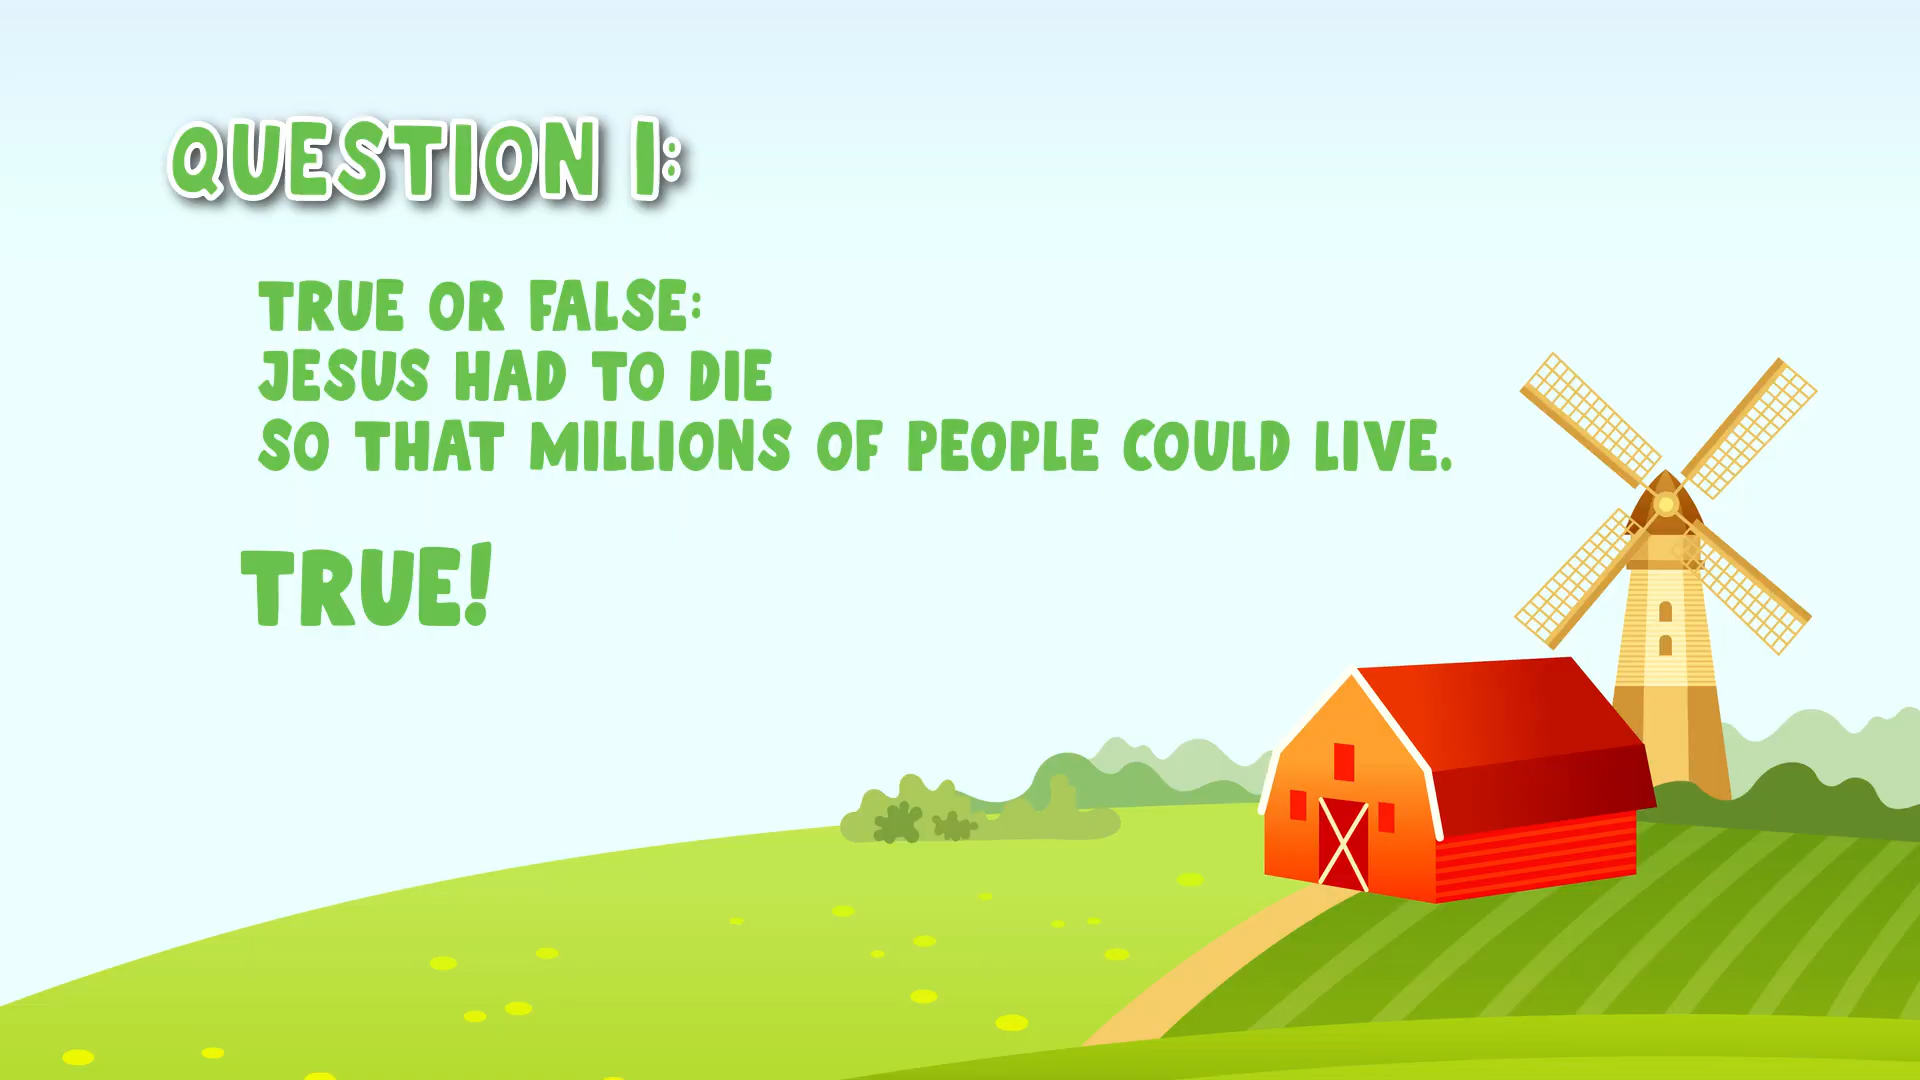 QUESTION 1:
TRUE OR FALSE:
JESUS HAD TO DIE
SO THAT MILLIONS OF PEOPLE COULD LIVE.
TRUE!